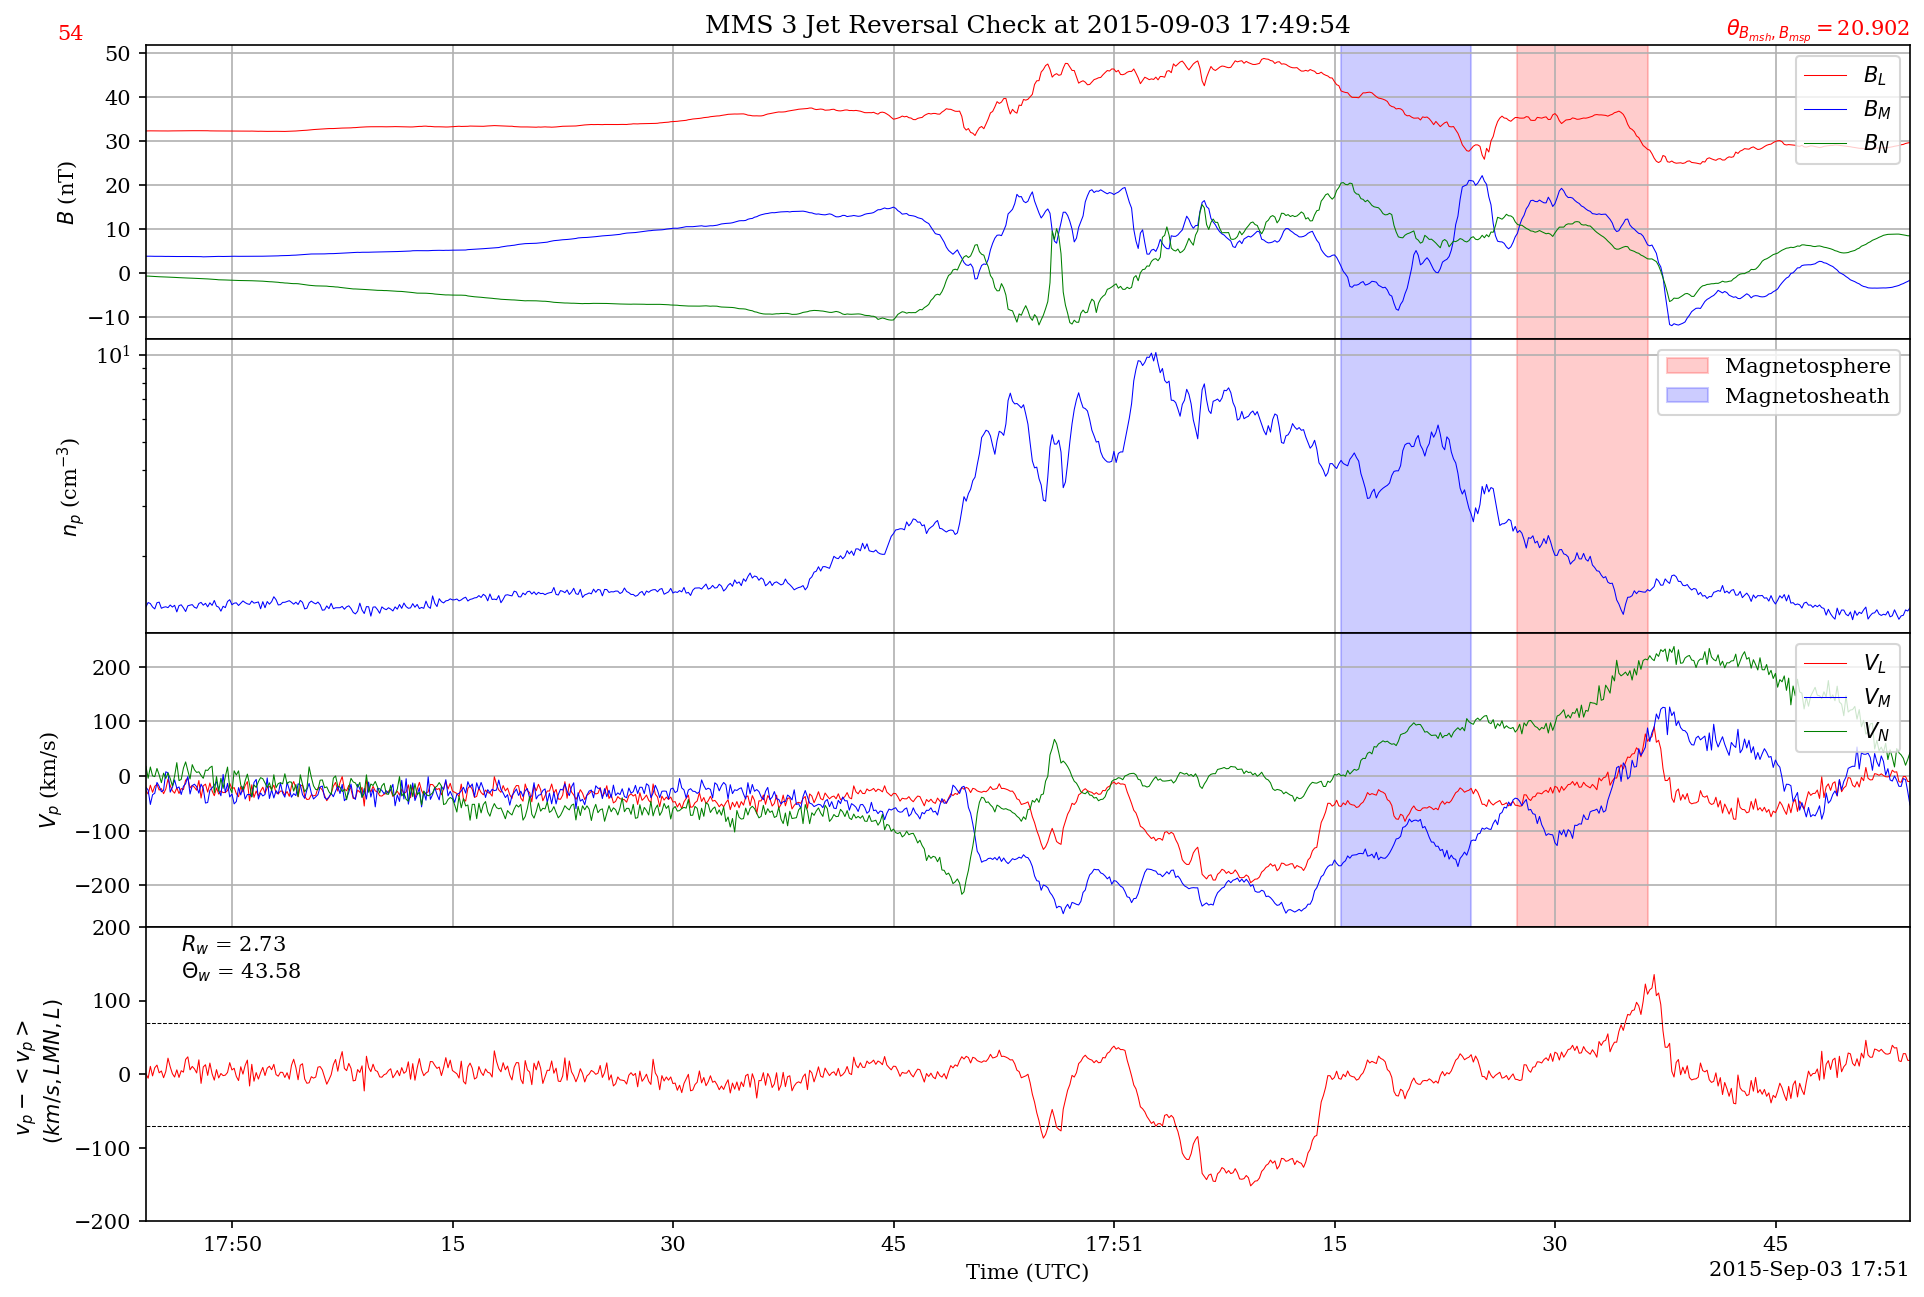 MMS 3 Jet Reversal Check at 2015-09-03 17:49:54
54
θ_{B_{msh}, B_{msp}} = 20.902
50
40
30
20
10
0
−10
B (nT)
B_L
B_M
B_N
10^1
n_p (cm^{−3})
Magnetosphere
Magnetosheath
200
100
0
−100
−200
V_p (km/s)
V_L
V_M
V_N
200
100
0
−100
−200
v_p − < v_p >
(km/s, LMN, L)
R_w = 2.73
Θ_w = 43.58
17:50
15
30
45
17:51
15
30
45
Time (UTC)
2015-Sep-03 17:51